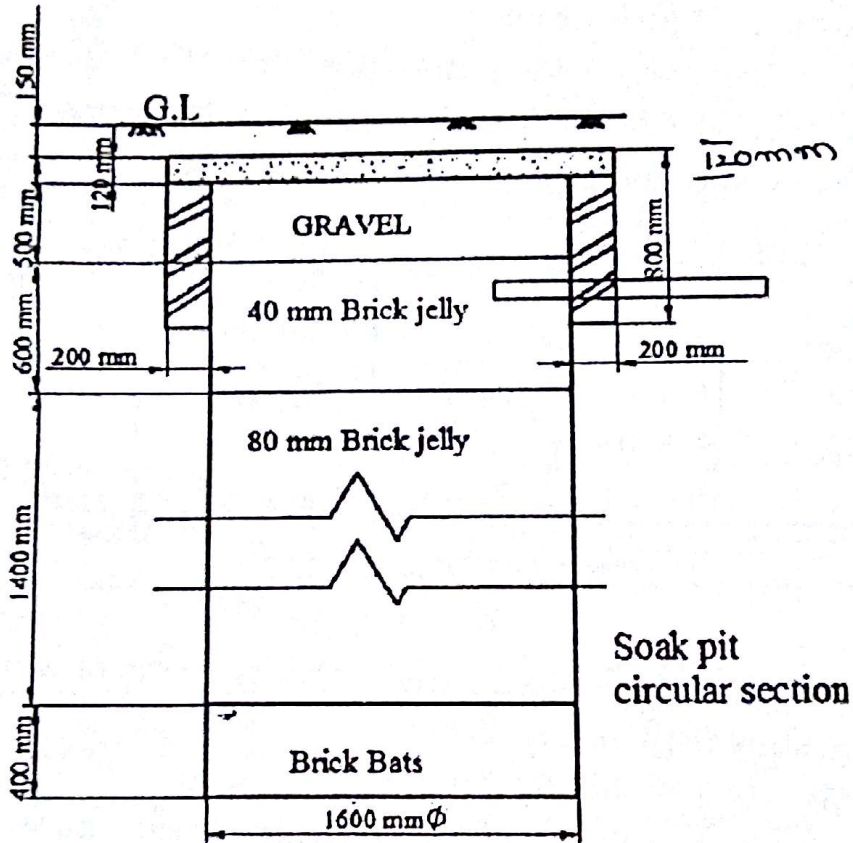 150 mm
G.L
120 mm
120mm
GRAVEL
500 mm
800 mm
40 mm Brick jelly
600 mm
200 mm
200 mm
80 mm Brick jelly
1400 mm
Soak pit
circular section
400 mm
Brick Bats
1600 mmϕ